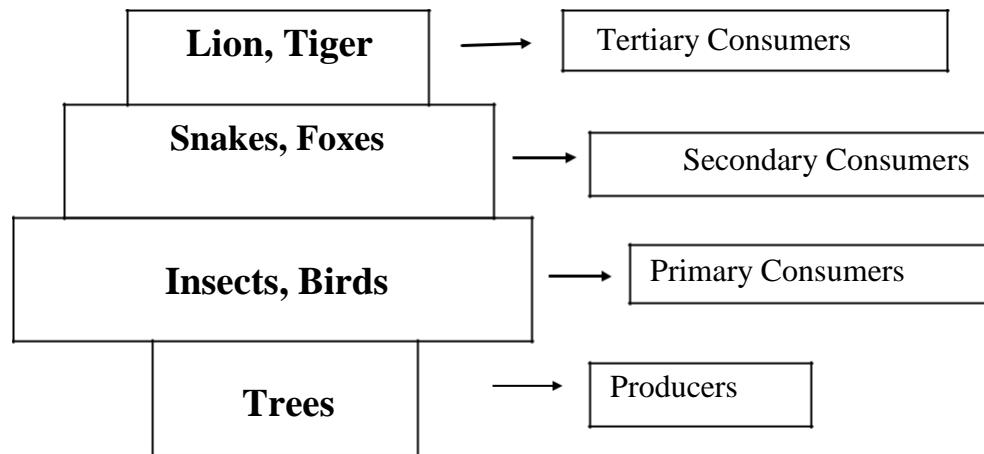 Lion, Tiger
Tertiary Consumers
Snakes, Foxes
Secondary Consumers
Insects, Birds
Primary Consumers
Trees
Producers